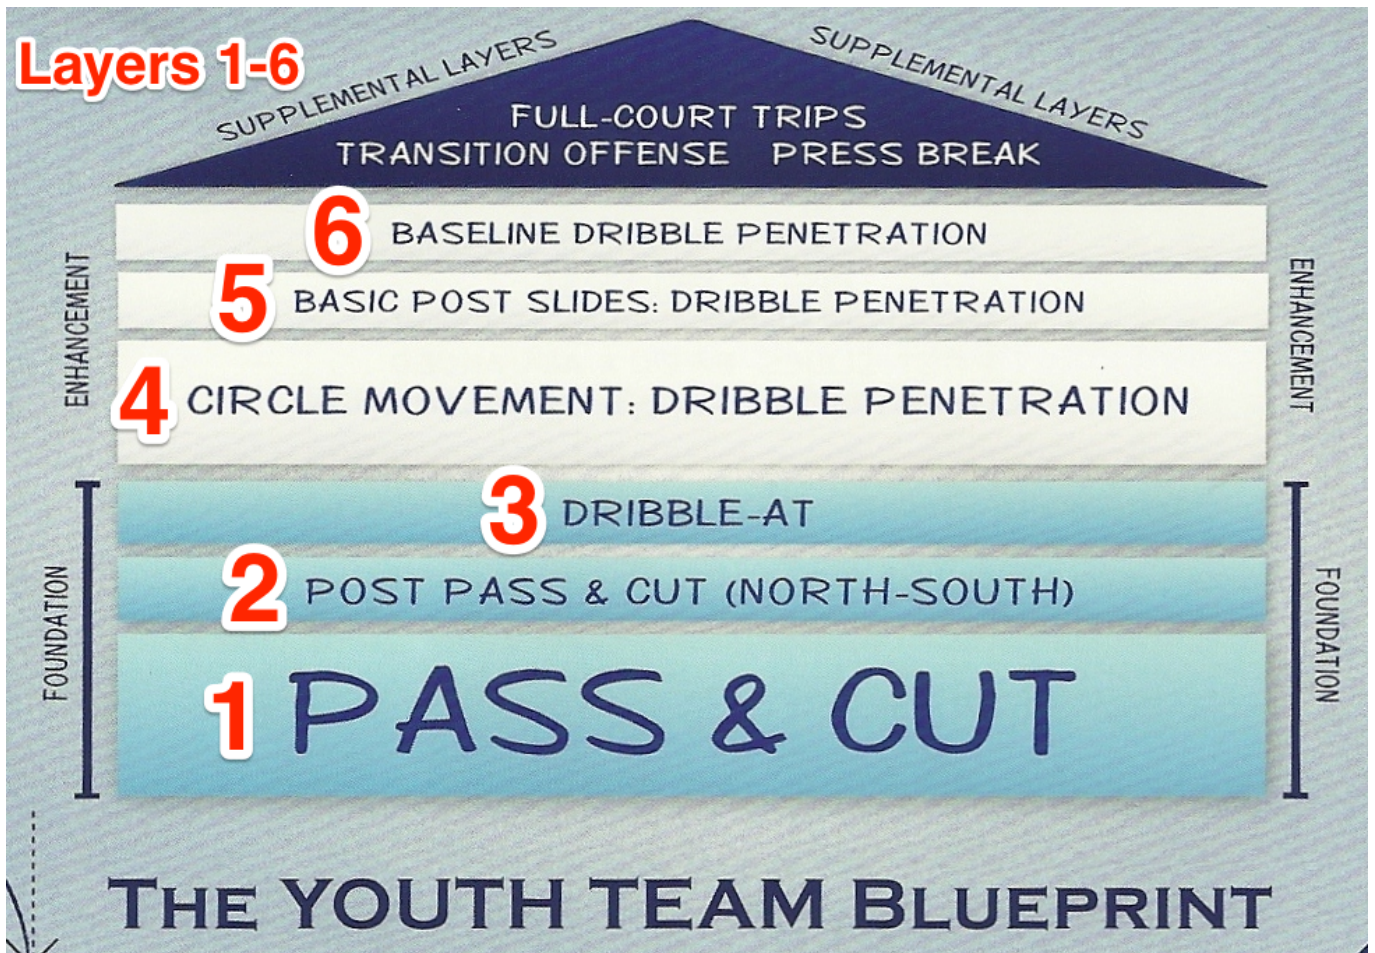 Layers 1-6
SUPPLEMENTAL LAYERS
SUPPLEMENTAL LAYERS
FULL-COURT TRIPS
TRANSITION OFFENSE PRESS BREAK
6 BASELINE DRIBBLE PENETRATION
5 BASIC POST SLIDES: DRIBBLE PENETRATION
4 CIRCLE MOVEMENT: DRIBBLE PENETRATION
ENHANCEMENT
ENHANCEMENT
3 DRIBBLE-AT
2 POST PASS & CUT (NORTH-SOUTH)
1 PASS & CUT
FOUNDATION
FOUNDATION
THE YOUTH TEAM BLUEPRINT